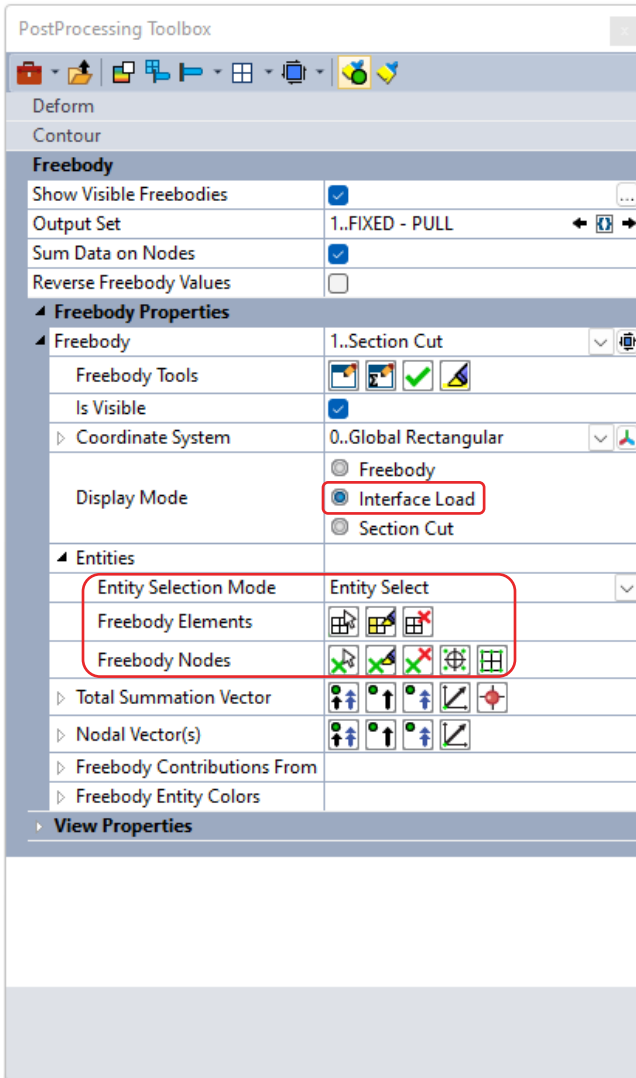 PostProcessing Toolbox
x
Deform
Contour
Freebody
Show Visible Freebodies
...
Output Set 1..FIXED - PULL
Sum Data on Nodes
Reverse Freebody Values
Freebody Properties
Freebody 1..Section Cut
Freebody Tools
Is Visible
Coordinate System 0..Global Rectangular
Freebody
Display Mode Interface Load
Section Cut
Entities
Entity Selection Mode Entity Select
Freebody Elements
Freebody Nodes
Total Summation Vector
Nodal Vector(s)
Freebody Contributions From
Freebody Entity Colors
View Properties